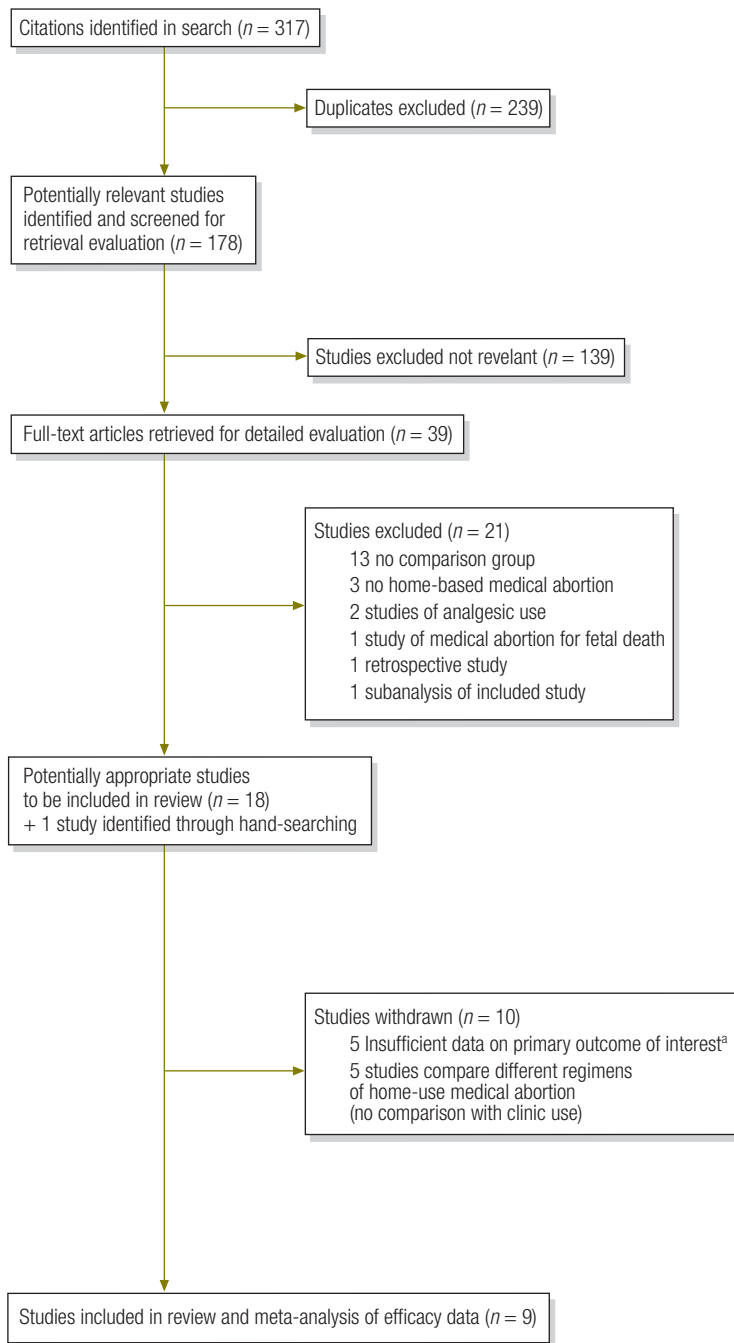 Citations identified in search (n = 317)
Duplicates excluded (n = 239)
Potentially relevant studies
identified and screened for
retrieval evaluation (n = 178)
Studies excluded not revelant (n = 139)
Full-text articles retrieved for detailed evaluation (n = 39)
Studies excluded (n = 21)
13 no comparison group
3 no home-based medical abortion
2 studies of analgesic use
1 study of medical abortion for fetal death
1 retrospective study
1 subanalysis of included study
Potentially appropriate studies
to be included in review (n = 18)
+ 1 study identified through hand-searching
Studies withdrawn (n = 10)
5 Insufficient data on primary outcome of interestᵃ
5 studies compare different regimens
of home-use medical abortion
(no comparison with clinic use)
Studies included in review and meta-analysis of efficacy data (n = 9)